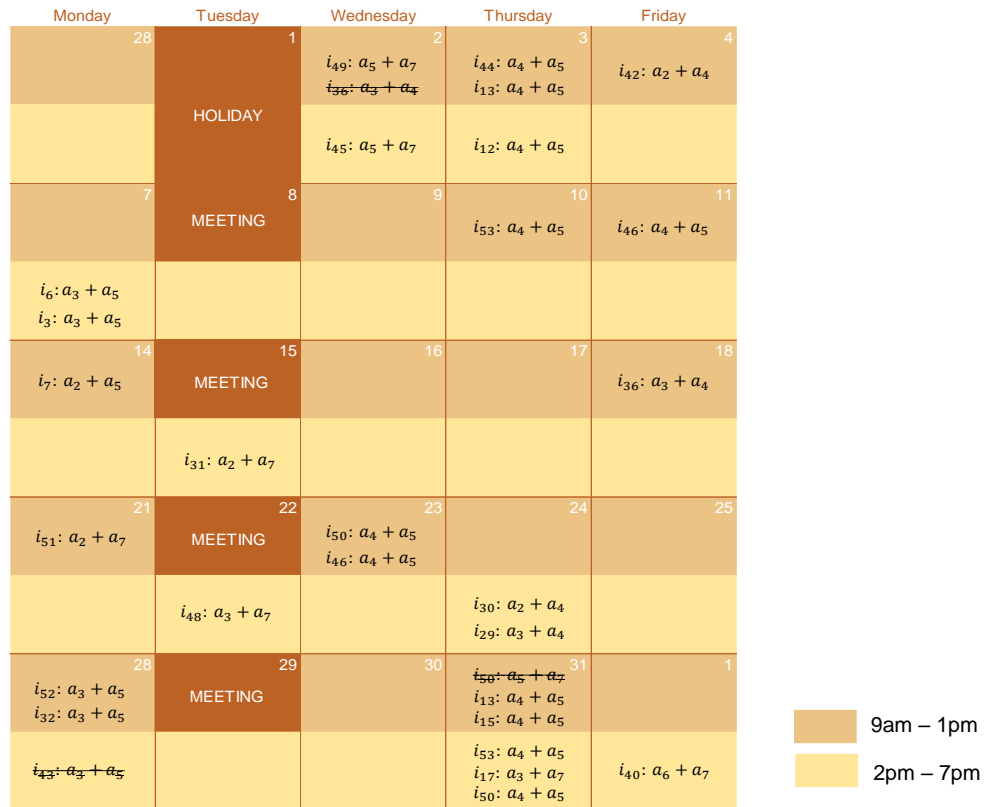 Monday Tuesday Wednesday Thursday Friday
28 1 2 3 4
i₄₉: a₅ + a₇ i₄₄: a₄ + a₅ i₄₂: a₂ + a₄
i₃₆: a₃ + a₄ i₁₃: a₄ + a₅
HOLIDAY
i₄₅: a₅ + a₇ i₁₂: a₄ + a₅
7 8 9 10 11
MEETING i₅₃: a₄ + a₅ i₄₆: a₄ + a₅
i₆: a₃ + a₅
i₃: a₃ + a₅
14 15 16 17 18
i₇: a₂ + a₅ MEETING i₃₆: a₃ + a₄
i₃₁: a₂ + a₇
21 22 23 24 25
i₅₁: a₂ + a₇ MEETING i₅₀: a₄ + a₅
i₄₆: a₄ + a₅
i₄₈: a₃ + a₇ i₃₀: a₂ + a₄
i₂₉: a₃ + a₄
28 29 30 31 1
i₅₀: a₅ + a₇
i₅₂: a₃ + a₅ MEETING i₁₃: a₄ + a₅
i₃₂: a₃ + a₅ i₁₅: a₄ + a₅
9am – 1pm
i₅₃: a₄ + a₅
i₄₃: a₃ + a₅ i₁₇: a₃ + a₇ i₄₀: a₆ + a₇
i₅₀: a₄ + a₅
2pm – 7pm